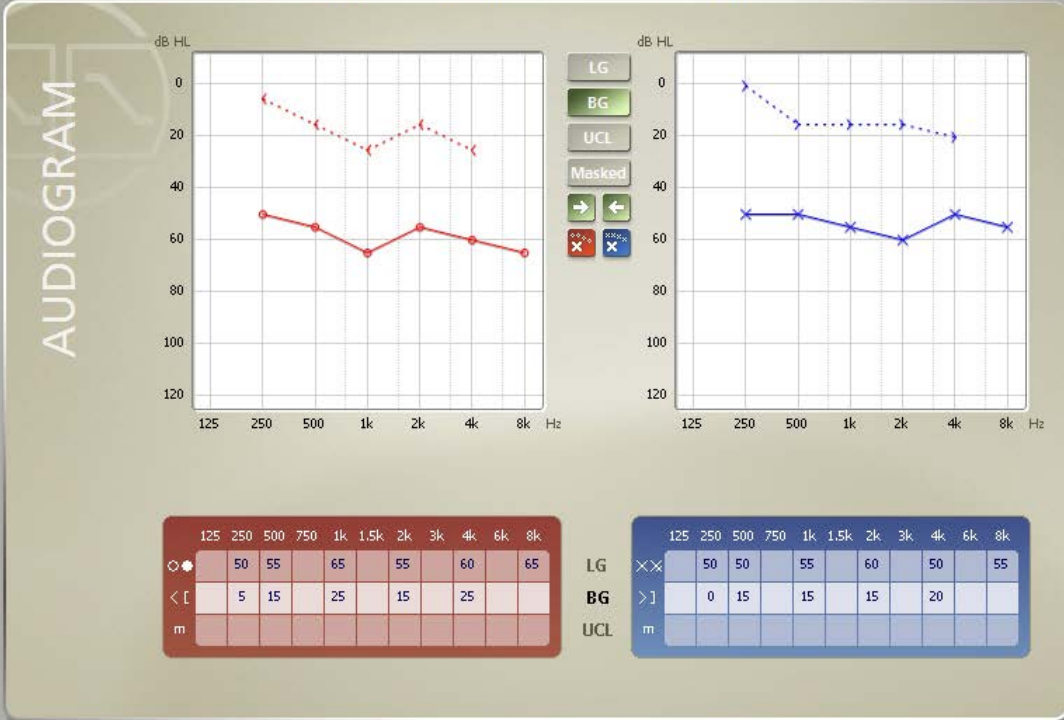 AUDIOGRAM
dB HL
0
20
40
60
80
100
120
125 250 500 1k 2k 4k 8k Hz
LG
BG
UCL
Masked
dB HL
0
20
40
60
80
100
120
125 250 500 1k 2k 4k 8k Hz
125 250 500 750 1k 1.5k 2k 3k 4k 6k 8k
50 55 65 55 60 65
< [ 5 15 25 15 25
m
LG
BG
UCL
125 250 500 750 1k 1.5k 2k 3k 4k 6k 8k
50 50 55 60 50 55
> ] 0 15 15 15 20
m